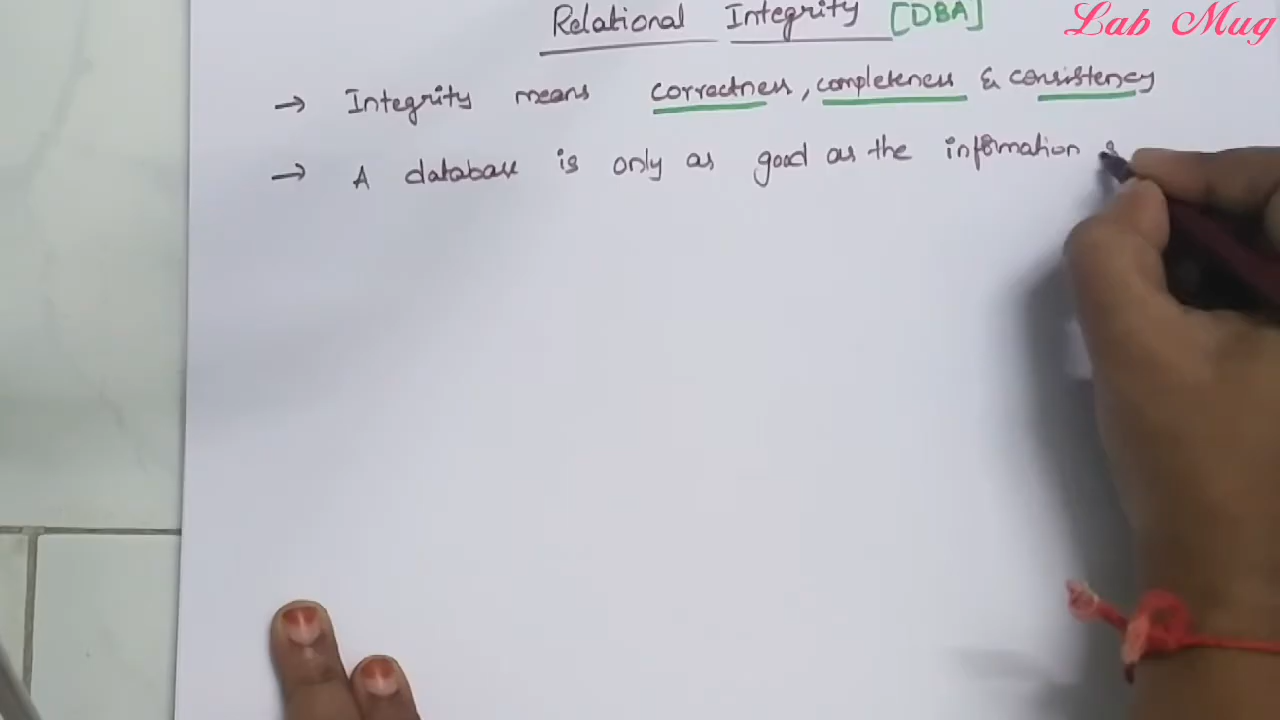 Relational Integrity [DBA]
Lab Mug
→ Integrity means correctness, completeness & consistency
→ A database is only as good as the information